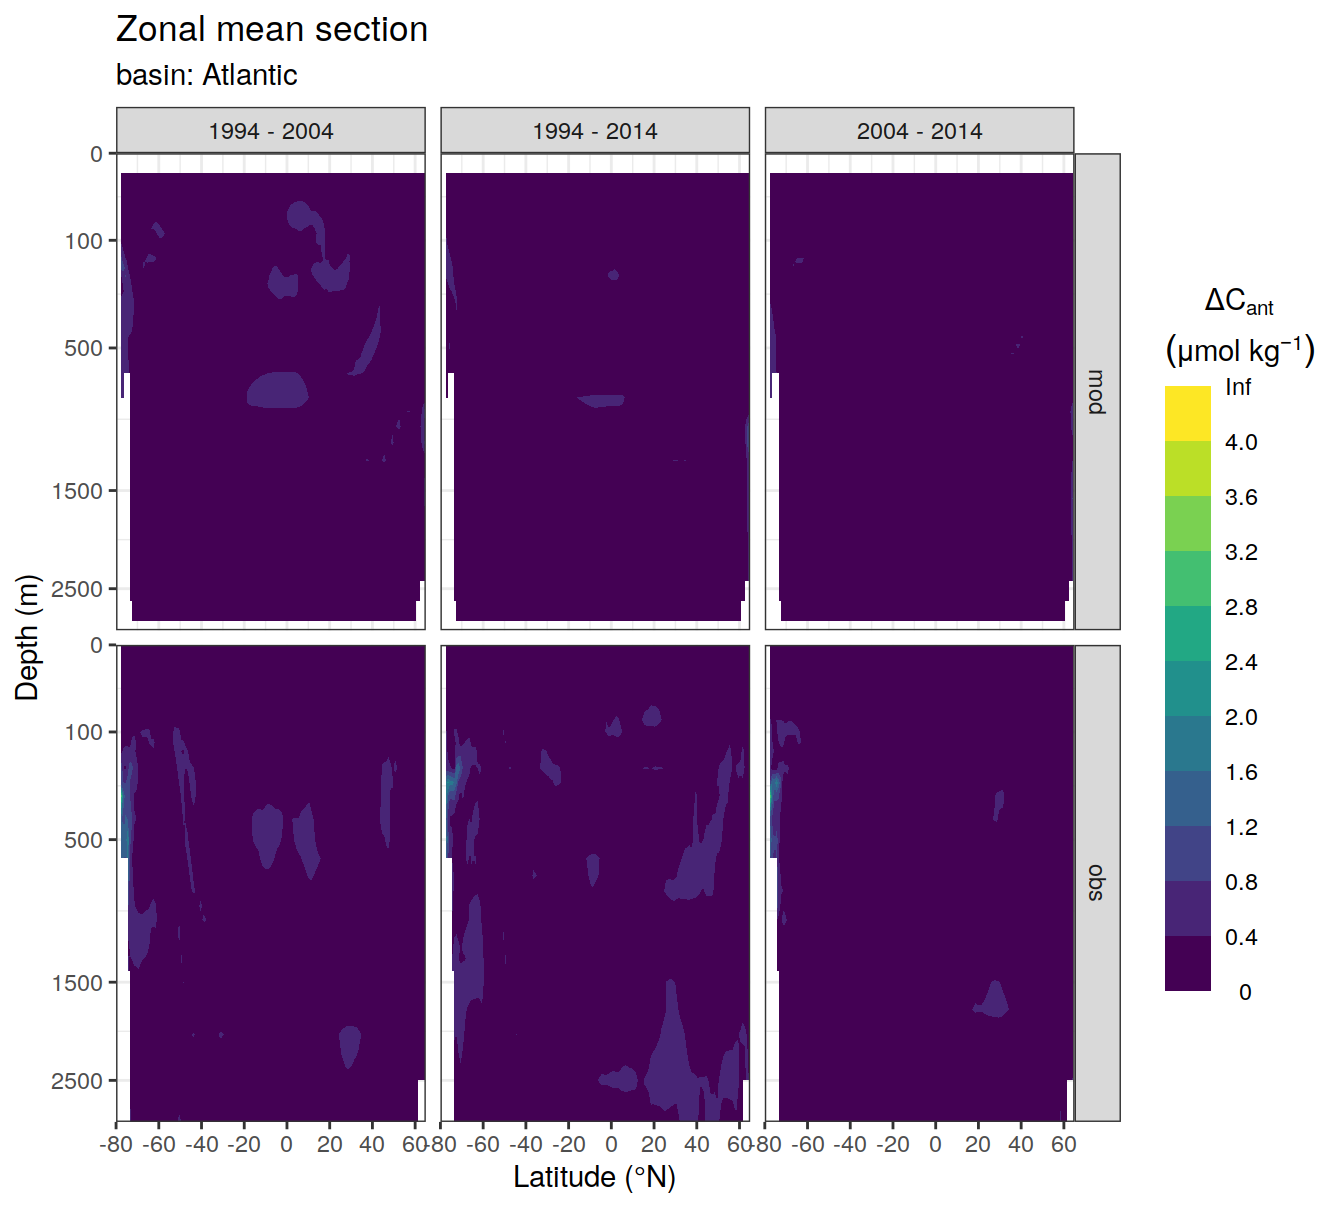 Zonal mean section
basin: Atlantic
1994 - 2004
1994 - 2014
2004 - 2014
0
100
500
1500
2500
mod
0
100
500
1500
2500
obs
Depth (m)
-80 -60 -40 -20 0 20 40 60
-80 -60 -40 -20 0 20 40 60
-80 -60 -40 -20 0 20 40 60
Latitude (°N)
ΔCant
(μmol kg⁻¹)
Inf
4.0
3.6
3.2
2.8
2.4
2.0
1.6
1.2
0.8
0.4
0